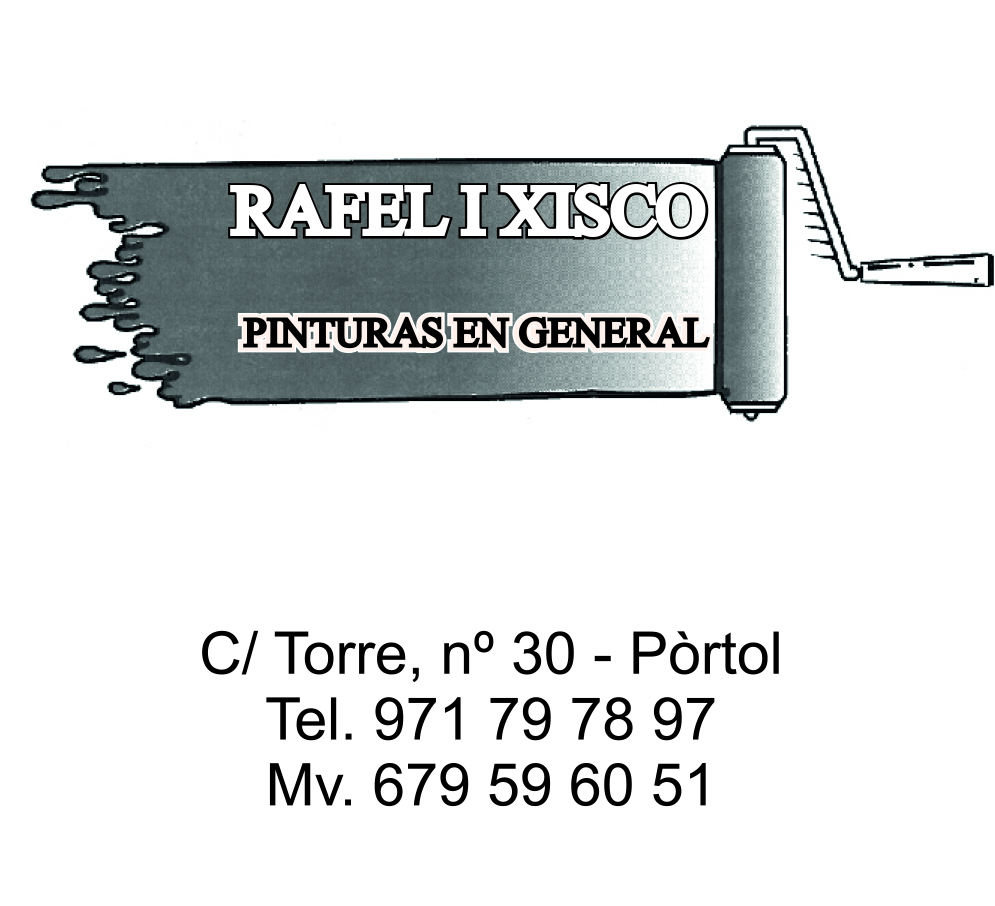 RAFEL I XISCO
PINTURAS EN GENERAL
C/ Torre, nº 30 - Pòrtol
Tel. 971 79 78 97
Mv. 679 59 60 51